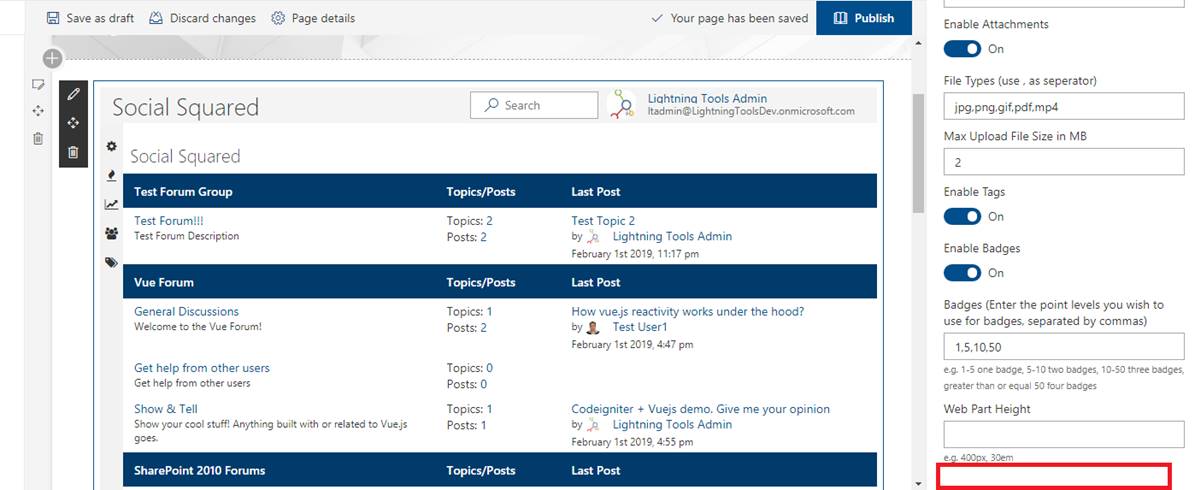 Save as draft Discard changes Page details Your page has been saved Publish
Social Squared
Search
Lightning Tools Admin
ltadmin@LightningToolsDev.onmicrosoft.com
Social Squared
Test Forum Group Topics/Posts Last Post
Test Forum!!! Topics: 2 Test Topic 2
Test Forum Description Posts: 2 by Lightning Tools Admin
February 1st 2019, 11:17 pm
Vue Forum Topics/Posts Last Post
General Discussions Topics: 1 How vue.js reactivity works under the hood?
Welcome to the Vue Forum! Posts: 2 by Test User1
February 1st 2019, 4:47 pm
Get help from other users Topics: 0
Get help from other users Posts: 0
Show & Tell Topics: 1 Codeigniter + Vuejs demo. Give me your opinion
Show your cool stuff! Anything built with or related to Vue.js Posts: 1 by Lightning Tools Admin
goes. February 1st 2019, 4:55 pm
SharePoint 2010 Forums Topics/Posts Last Post
Enable Attachments
On
File Types (use , as seperator)
jpg,png,gif,pdf,mp4
Max Upload File Size in MB
2
Enable Tags
On
Enable Badges
On
Badges (Enter the point levels you wish to
use for badges, separated by commas)
1,5,10,50
e.g. 1-5 one badge, 5-10 two badges, 10-50 three badges,
greater than or equal 50 four badges
Web Part Height
e.g. 400px, 30em